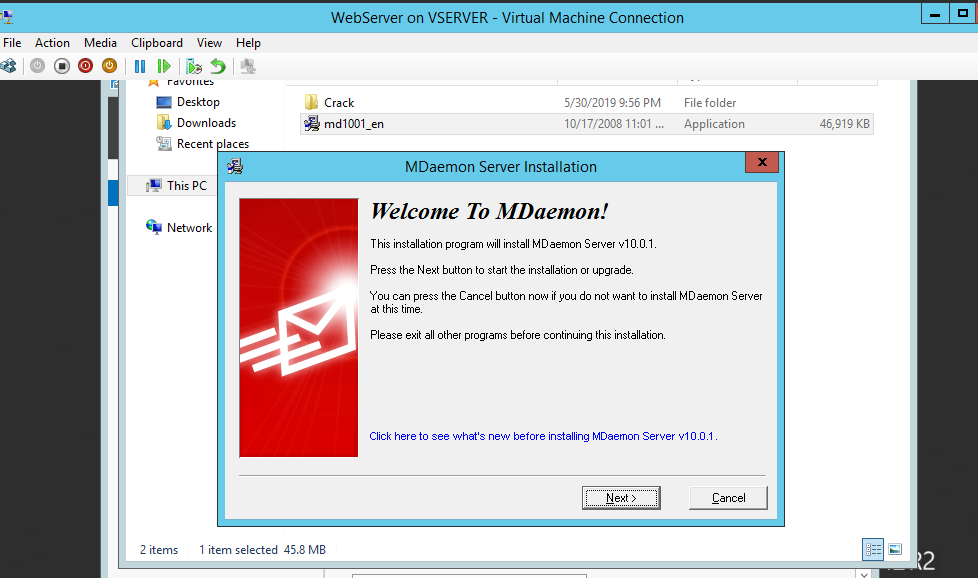 WebServer on VSERVER - Virtual Machine Connection
File Action Media Clipboard View Help
Favorites
Desktop
Downloads
Recent places
This PC
Network
Crack 5/30/2019 9:56 PM File folder
md1001_en 10/17/2008 11:01 ... Application 46,919 KB
MDaemon Server Installation
Welcome To MDaemon!
This installation program will install MDaemon Server v10.0.1.
Press the Next button to start the installation or upgrade.
You can press the Cancel button now if you do not want to install MDaemon Server
at this time.
Please exit all other programs before continuing this installation.
Click here to see what's new before installing MDaemon Server v10.0.1.
Next > Cancel
2 items 1 item selected 45.8 MB
R2